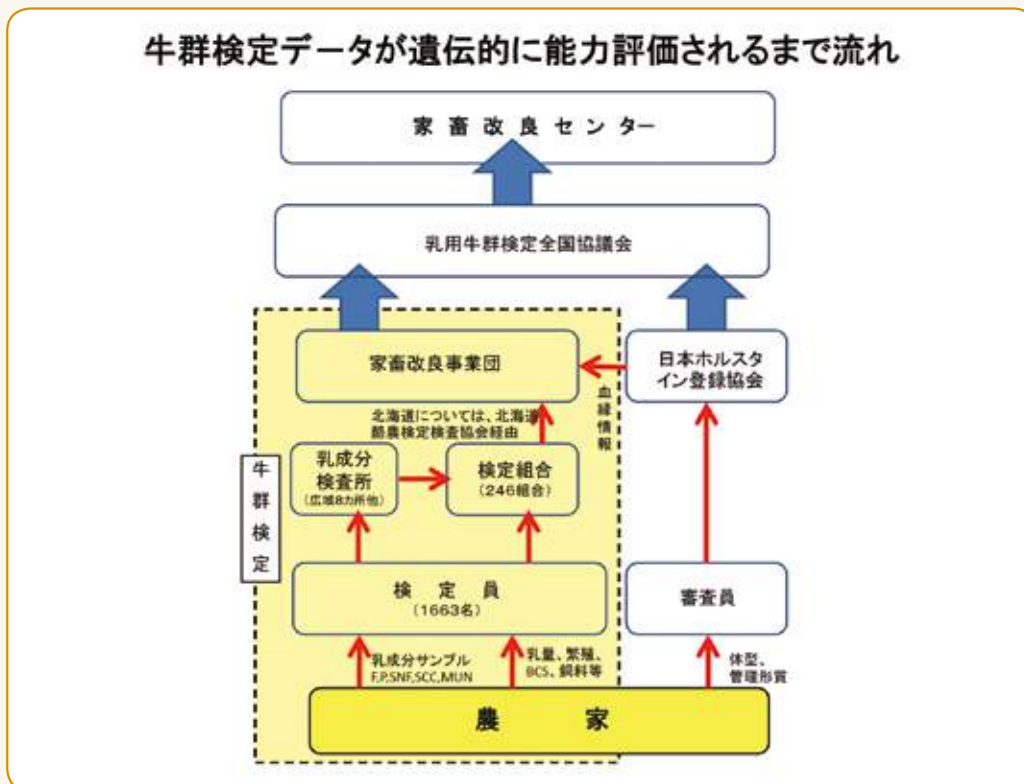 牛群検定データが遺伝的に能力評価されるまで流れ
家畜改良センター
乳用牛群検定全国協議会
家畜改良事業団
日本ホルスタ
イン登録協会
血縁情報
北海道については、北海道
酪農検定検査協会経由
乳成分
検査所
(広域8カ所他)
検定組合
(246組合)
牛群検定
検定員
(1663名)
審査員
乳成分サンプル
F,P,SNF,SCC,MUN
乳量、繁殖、
BCS、飼料等
体型、
管理形質
農家